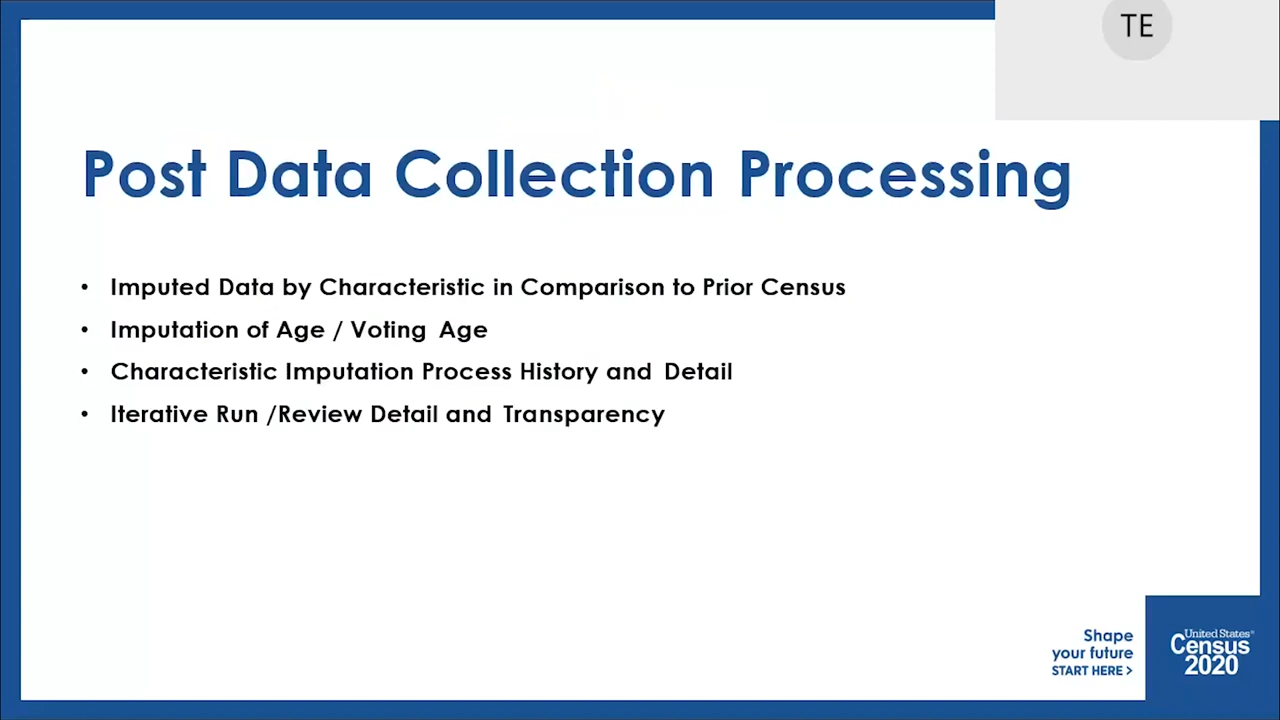 TE
Post Data Collection Processing
• Imputed Data by Characteristic in Comparison to Prior Census
• Imputation of Age / Voting Age
• Characteristic Imputation Process History and Detail
• Iterative Run /Review Detail and Transparency
Shape
your future
START HERE >
United States®
Census
2020